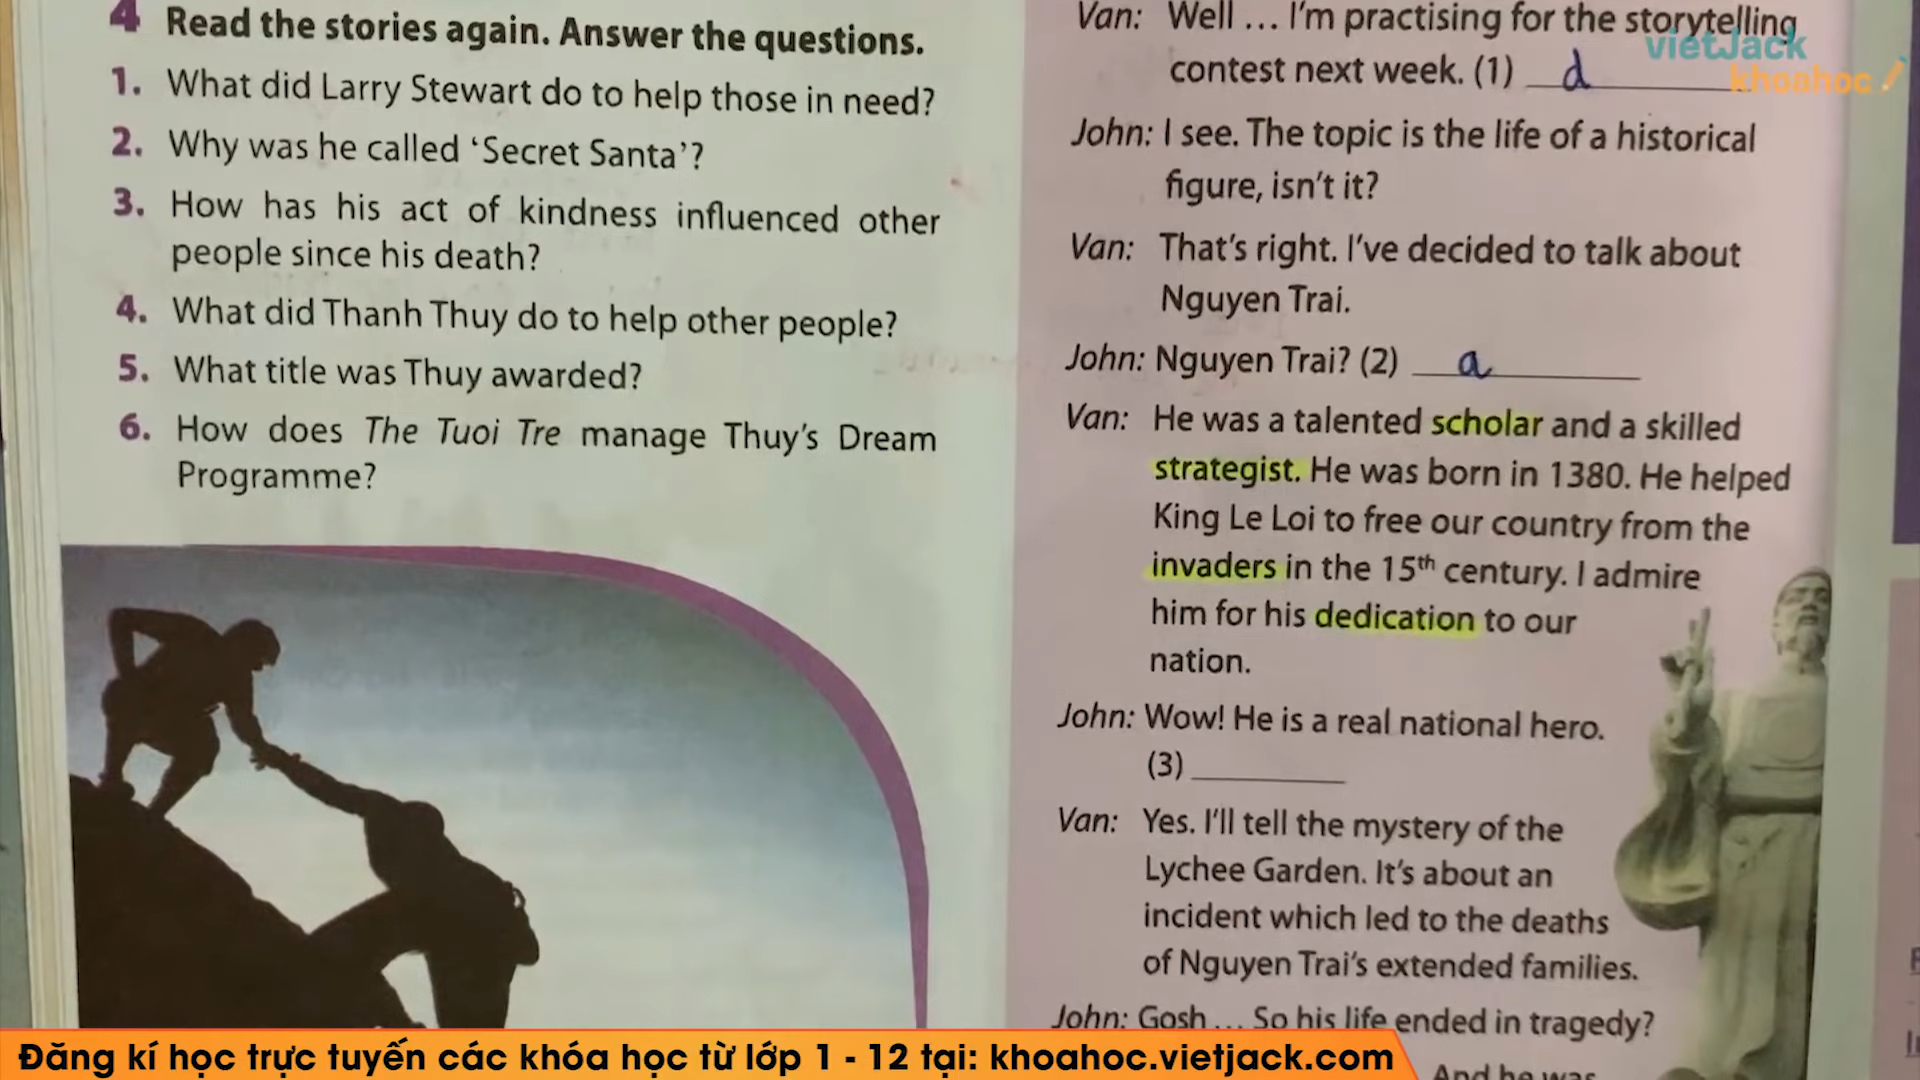 4 Read the stories again. Answer the questions.
1. What did Larry Stewart do to help those in need?
2. Why was he called ‘Secret Santa’?
3. How has his act of kindness influenced other
people since his death?
4. What did Thanh Thuy do to help other people?
5. What title was Thuy awarded?
6. How does The Tuoi Tre manage Thuy’s Dream
Programme?
Van: Well ... I’m practising for the storytelling
contest next week. (1) d
John: I see. The topic is the life of a historical
figure, isn’t it?
Van: That’s right. I’ve decided to talk about
Nguyen Trai.
John: Nguyen Trai? (2) a
Van: He was a talented scholar and a skilled
strategist. He was born in 1380. He helped
King Le Loi to free our country from the
invaders in the 15th century. I admire
him for his dedication to our
nation.
John: Wow! He is a real national hero.
(3)
Van: Yes. I’ll tell the mystery of the
Lychee Garden. It’s about an
incident which led to the deaths
of Nguyen Trai’s extended families.
John: Gosh ... So his life ended in tragedy?
And he was
vietJack
khoahoc
Đăng kí học trực tuyến các khóa học từ lớp 1 - 12 tại: khoahoc.vietjack.com